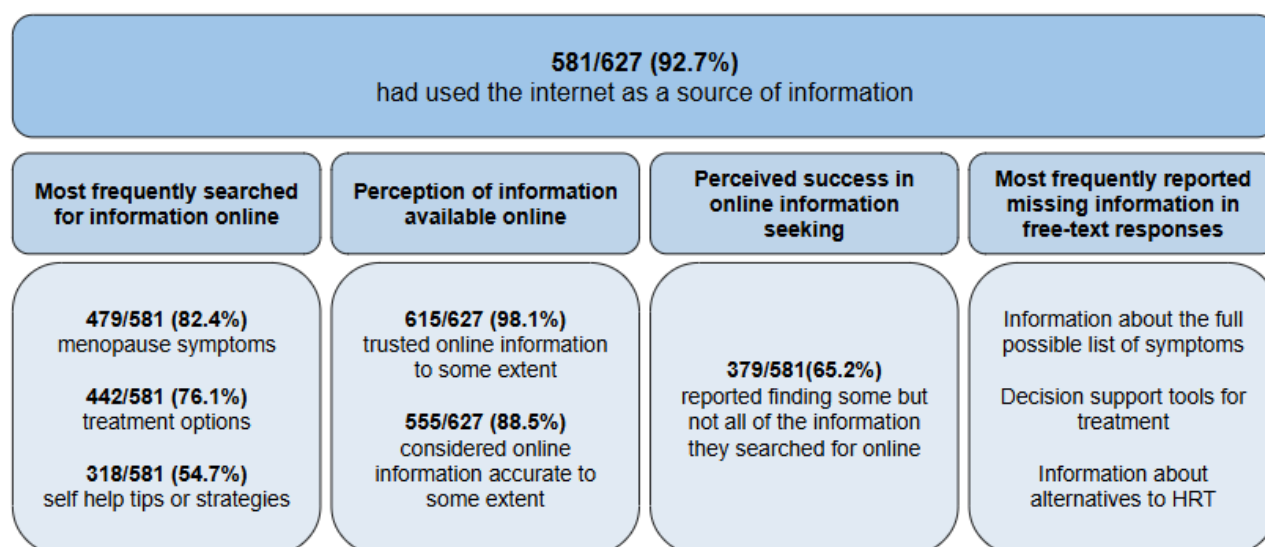 581/627 (92.7%)
had used the internet as a source of information
Most frequently searched
for information online
479/581 (82.4%)
menopause symptoms
442/581 (76.1%)
treatment options
318/581 (54.7%)
self help tips or strategies
Perception of information
available online
615/627 (98.1%)
trusted online information
to some extent
555/627 (88.5%)
considered online
information accurate to
some extent
Perceived success in
online information
seeking
379/581(65.2%)
reported finding some but
not all of the information
they searched for online
Most frequently reported
missing information in
free-text responses
Information about the full
possible list of symptoms
Decision support tools for
treatment
Information about
alternatives to HRT